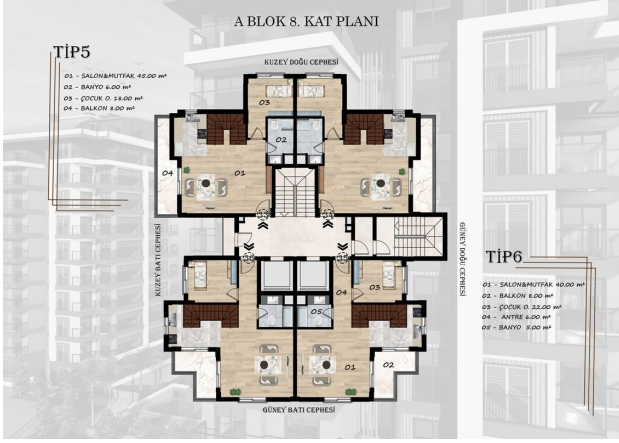 A BLOK 8. KAT PLANI
TİP5
01 - SALON&MUTFAK 45.00 m²
02 - BANYO 6.00 m²
03 - ÇOCUK O. 18.00 m²
04 - BALKON 8.00 m²
KUZEY DOĞU CEPHESİ
03
02
04
01
KUZEY BATI CEPHESİ
GÜNEY DOĞU CEPHESİ
TİP6
01 - SALON&MUTFAK 40.00 m²
02 - BALKON 8.00 m²
03 - ÇOCUK O. 22.00 m²
04 - ANTRE 6.00 m²
05 - BANYO 5.00 m²
03
04
05
01
02
GÜNEY BATI CEPHESİ